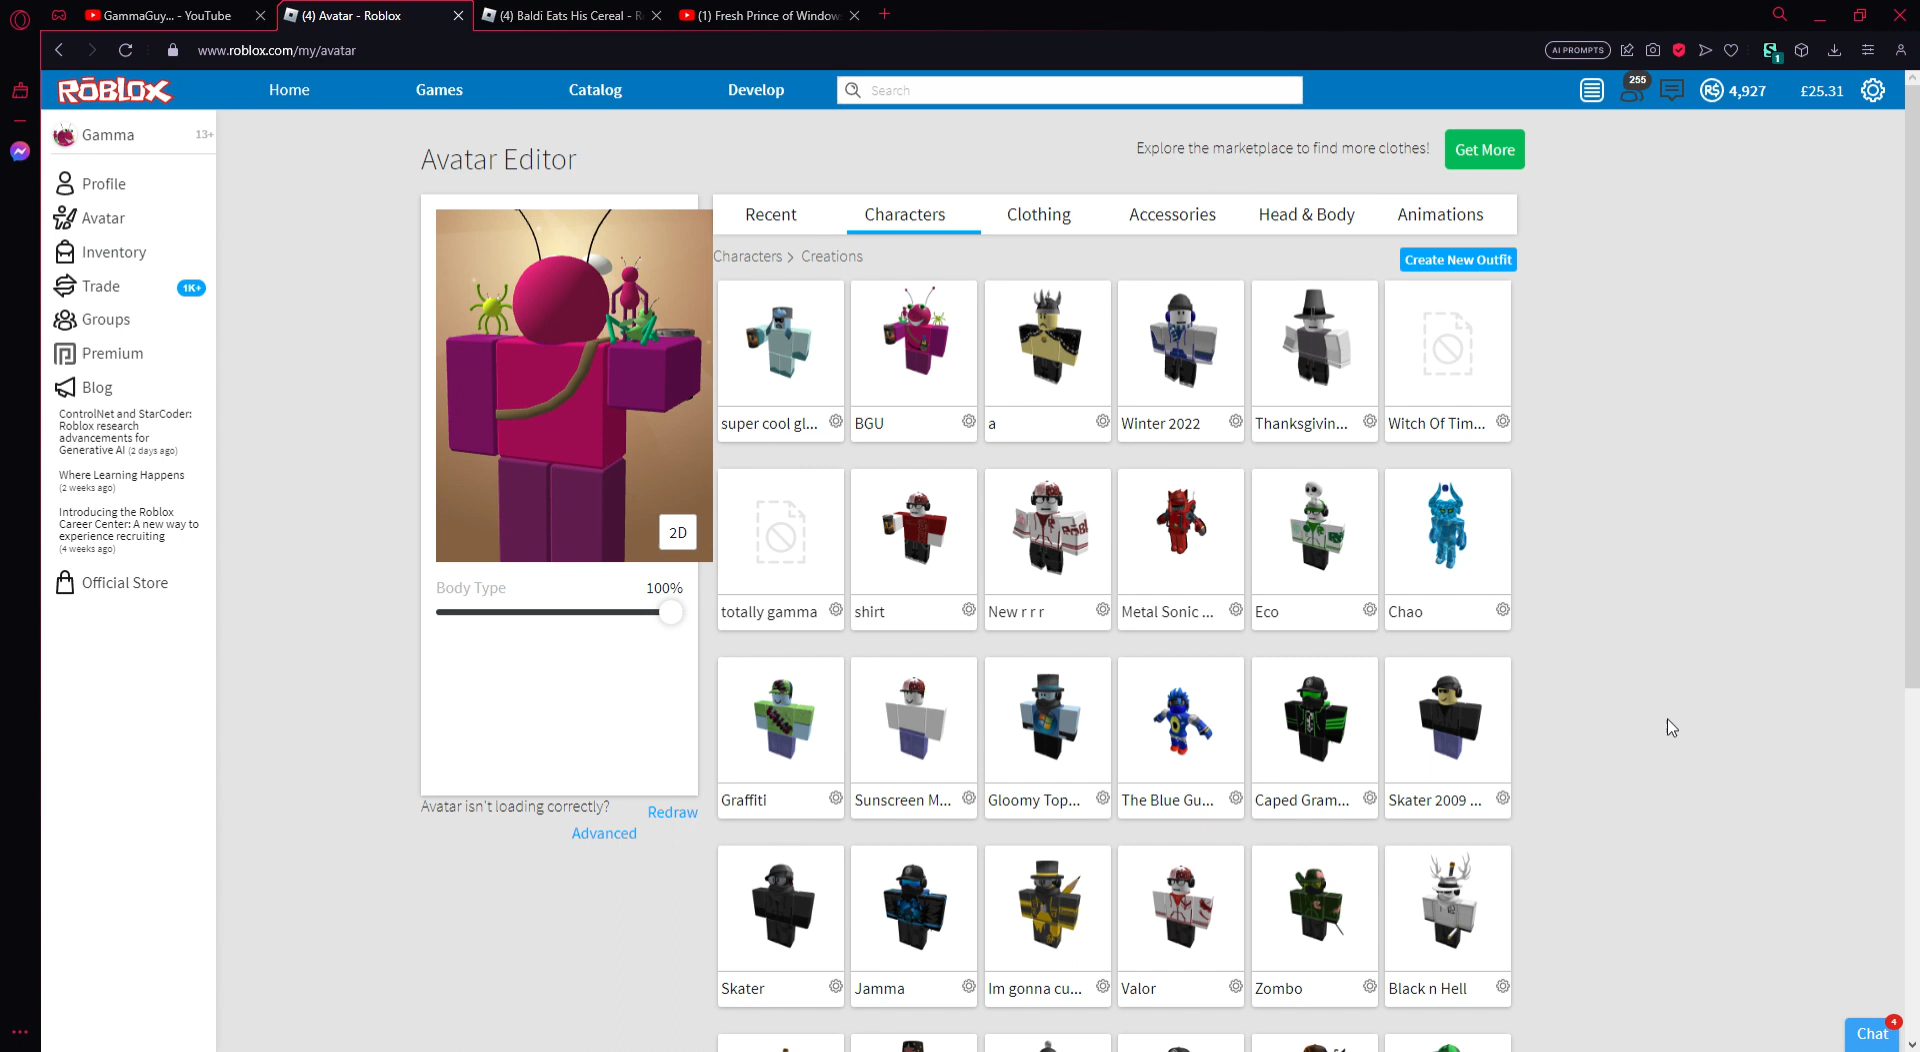 GammaGuy... - YouTube
(4) Avatar - Roblox
(4) Baldi Eats His Cereal - R
(1) Fresh Prince of Window
www.roblox.com/my/avatar
AI PROMPTS
1
ROBLOX
Home
Games
Catalog
Develop
Search
255
R$ 4,927
£25.31
Gamma
13+
Profile
Avatar
Inventory
Trade
1K+
Groups
Premium
Blog
ControlNet and StarCoder:
Roblox research
advancements for
Generative AI (2 days ago)
Where Learning Happens
(2 weeks ago)
Introducing the Roblox
Career Center: A new way to
experience recruiting
(4 weeks ago)
Official Store
Avatar Editor
Explore the marketplace to find more clothes!
Get More
2D
Body Type
100%
Avatar isn't loading correctly?
Redraw
Advanced
Recent
Characters
Clothing
Accessories
Head & Body
Animations
Characters > Creations
Create New Outfit
super cool gl...
BGU
a
Winter 2022
Thanksgivin...
Witch Of Tim...
totally gamma
shirt
New r r r
Metal Sonic ...
Eco
Chao
Graffiti
Sunscreen M...
Gloomy Top...
The Blue Gu...
Caped Gram...
Skater 2009 ...
Skater
Jamma
Im gonna cu...
Valor
Zombo
Black n Hell
Chat
4